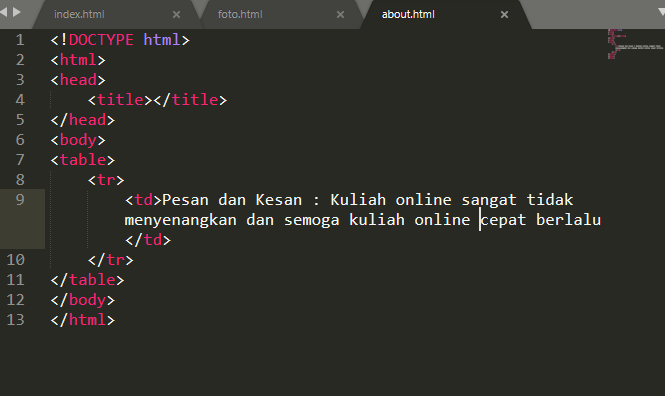 index.html × foto.html × about.html ×
1 <!DOCTYPE html>
2 <html>
3 <head>
4 <title></title>
5 </head>
6 <body>
7 <table>
8 <tr>
9 <td>Pesan dan Kesan : Kuliah online sangat tidak
menyenangkan dan semoga kuliah online cepat berlalu
</td>
10 </tr>
11 </table>
12 </body>
13 </html>